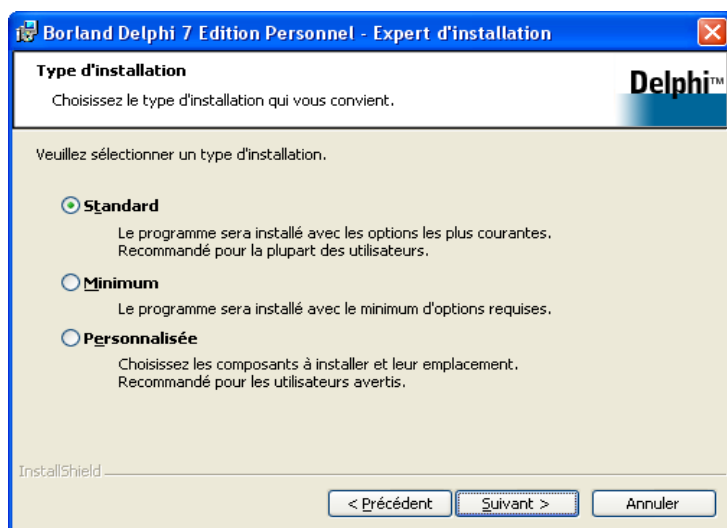 Borland Delphi 7 Edition Personnel - Expert d'installation
Type d'installation
Choisissez le type d'installation qui vous convient.
Delphi™
Veuillez sélectionner un type d'installation.
Standard
Le programme sera installé avec les options les plus courantes.
Recommandé pour la plupart des utilisateurs.
Minimum
Le programme sera installé avec le minimum d'options requises.
Personnalisée
Choisissez les composants à installer et leur emplacement.
Recommandé pour les utilisateurs avertis.
InstallShield
< Précédent
Suivant >
Annuler